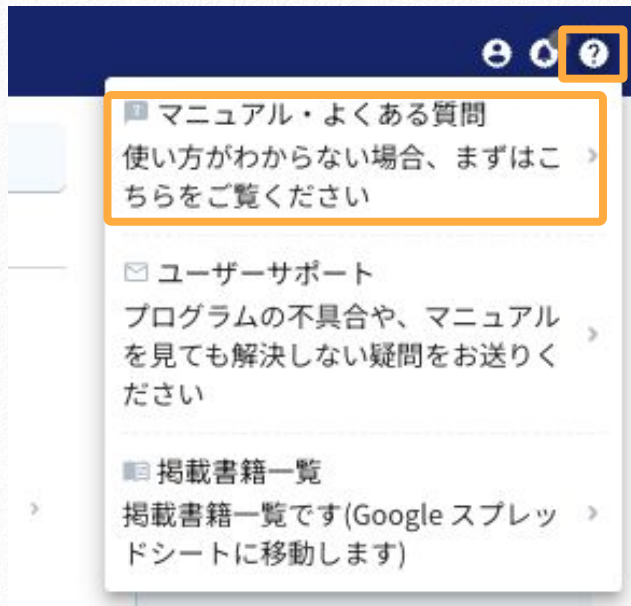 マニュアル・よくある質問
使い方がわからない場合、まずはこ
ちらをご覧ください
ユーザーサポート
プログラムの不具合や、マニュアル
を見ても解決しない疑問をお送りく
ださい
掲載書籍一覧
掲載書籍一覧です(Google スプレッ
ドシートに移動します)